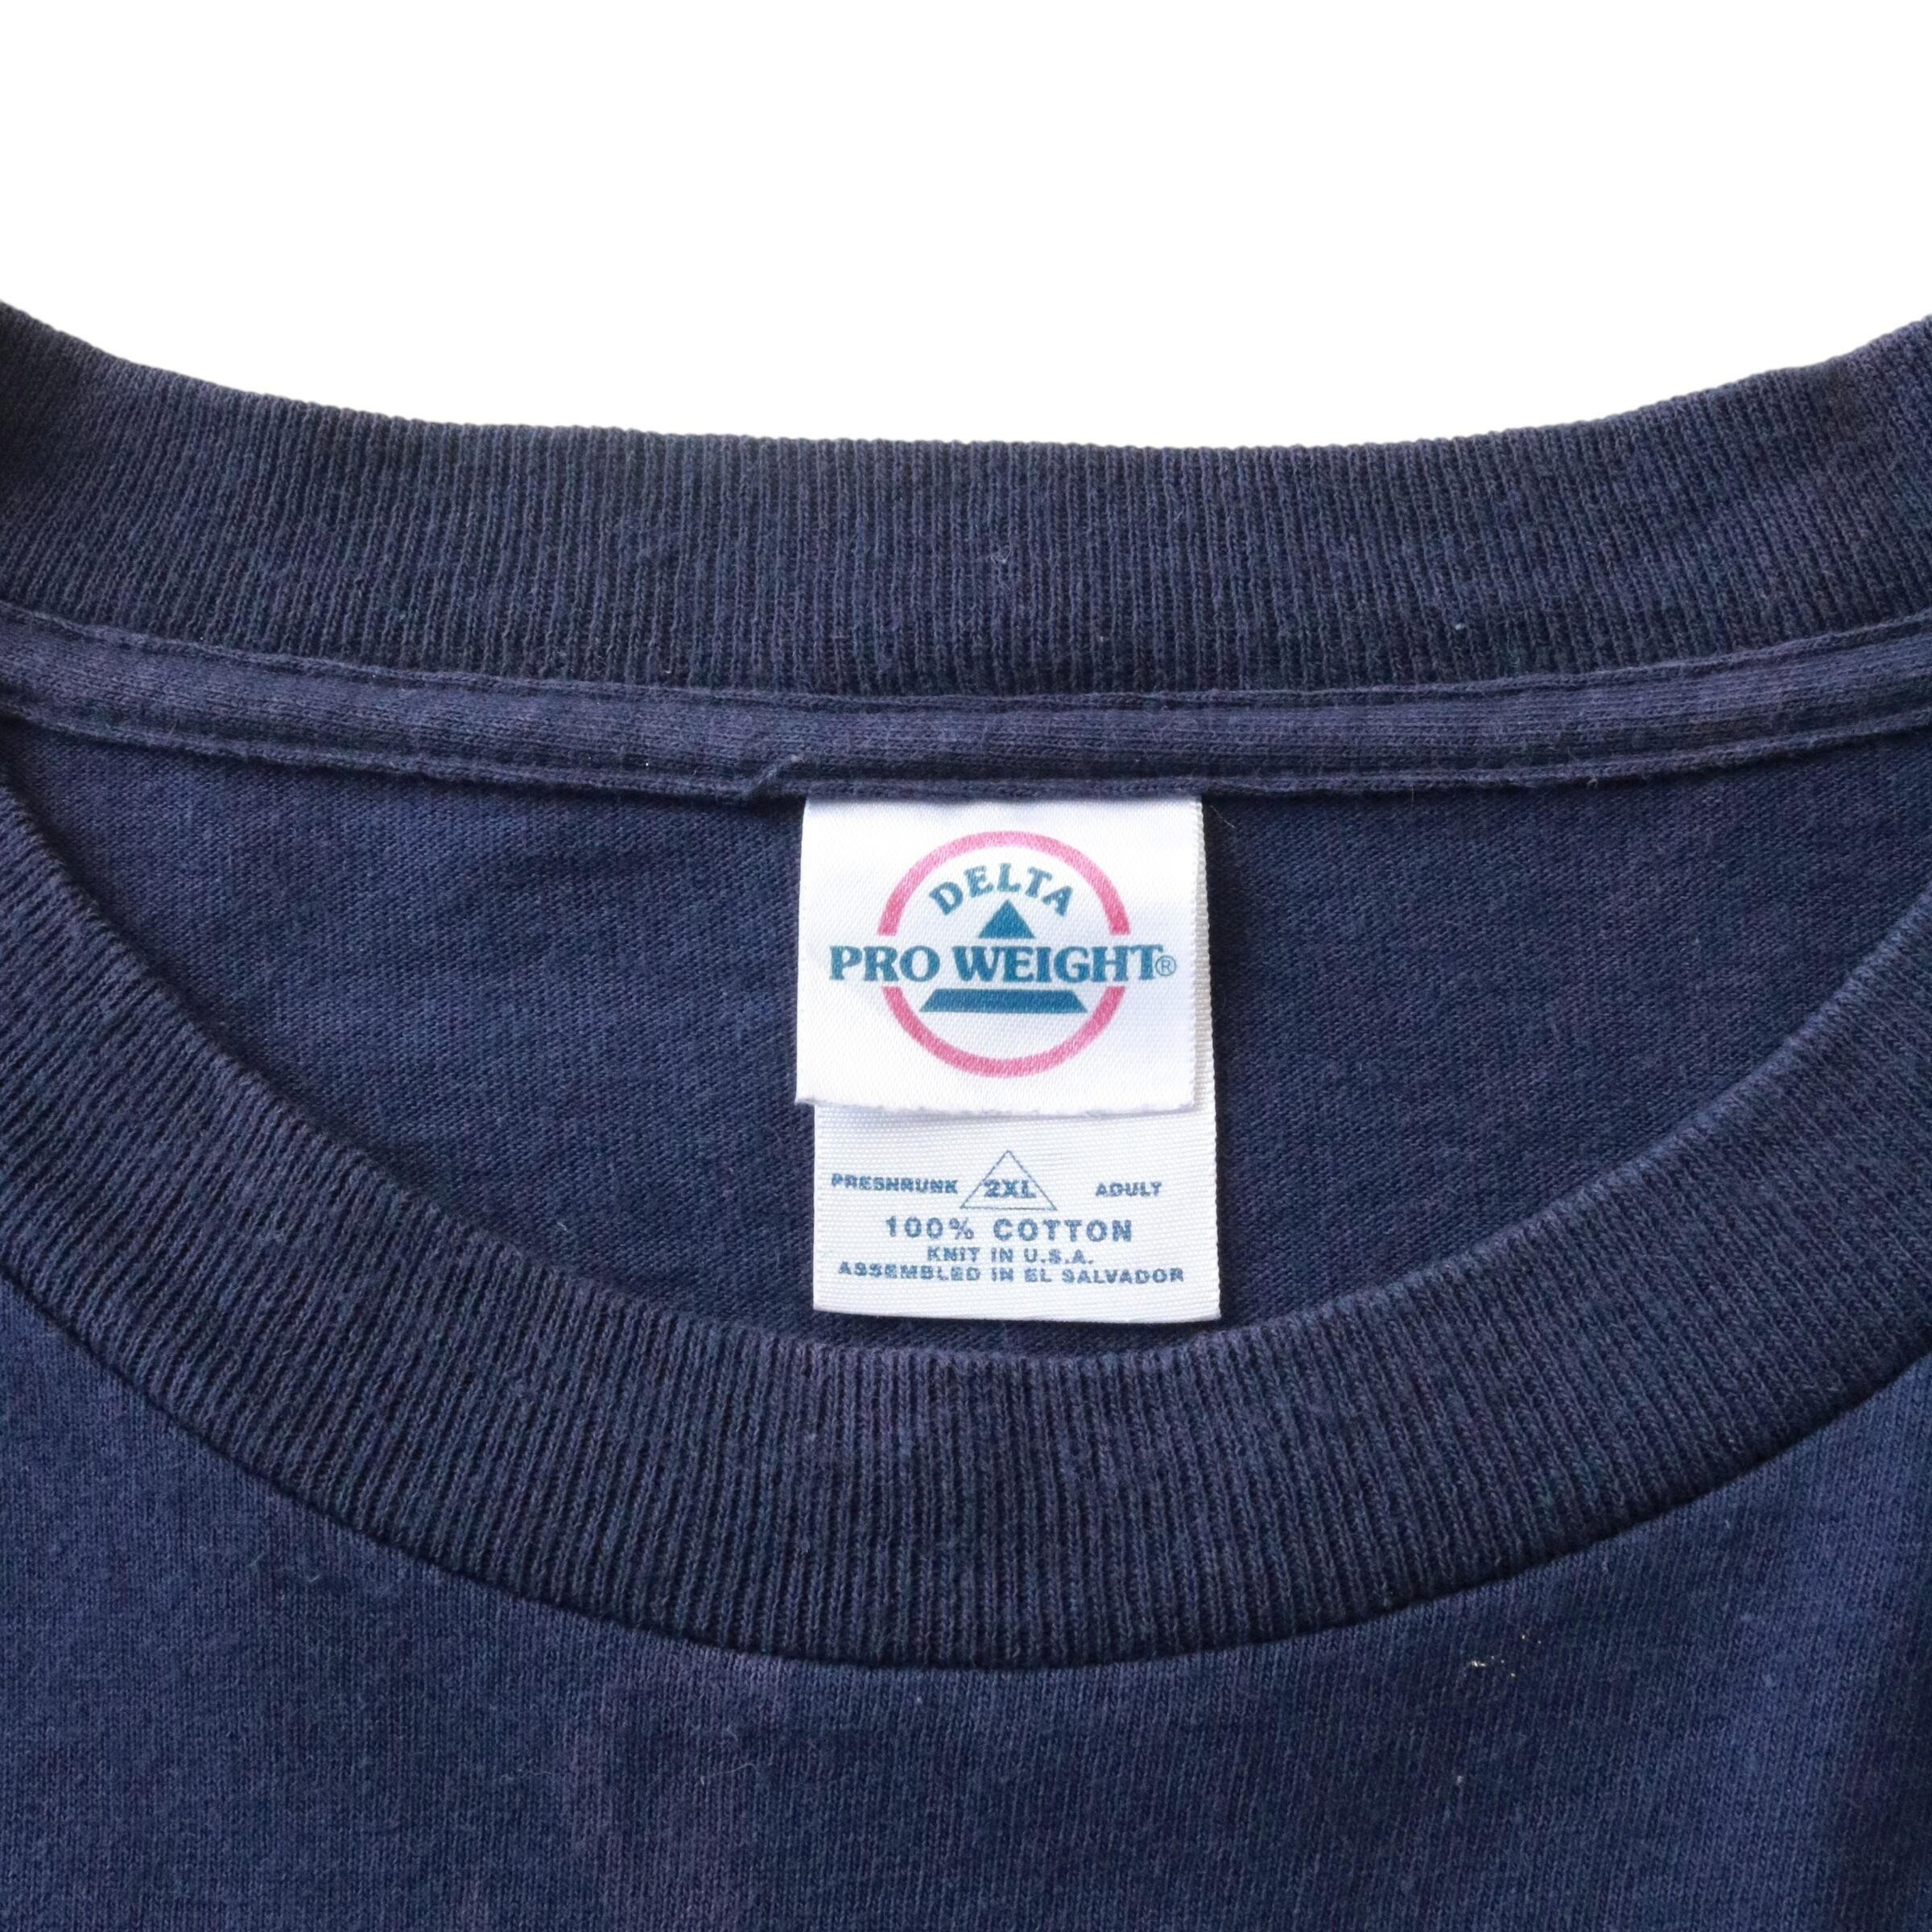 DELTA
PRO WEIGHT®
PRESHRUNK 2XL ADULT
100% COTTON
KNIT IN U.S.A.
ASSEMBLED IN EL SALVADOR